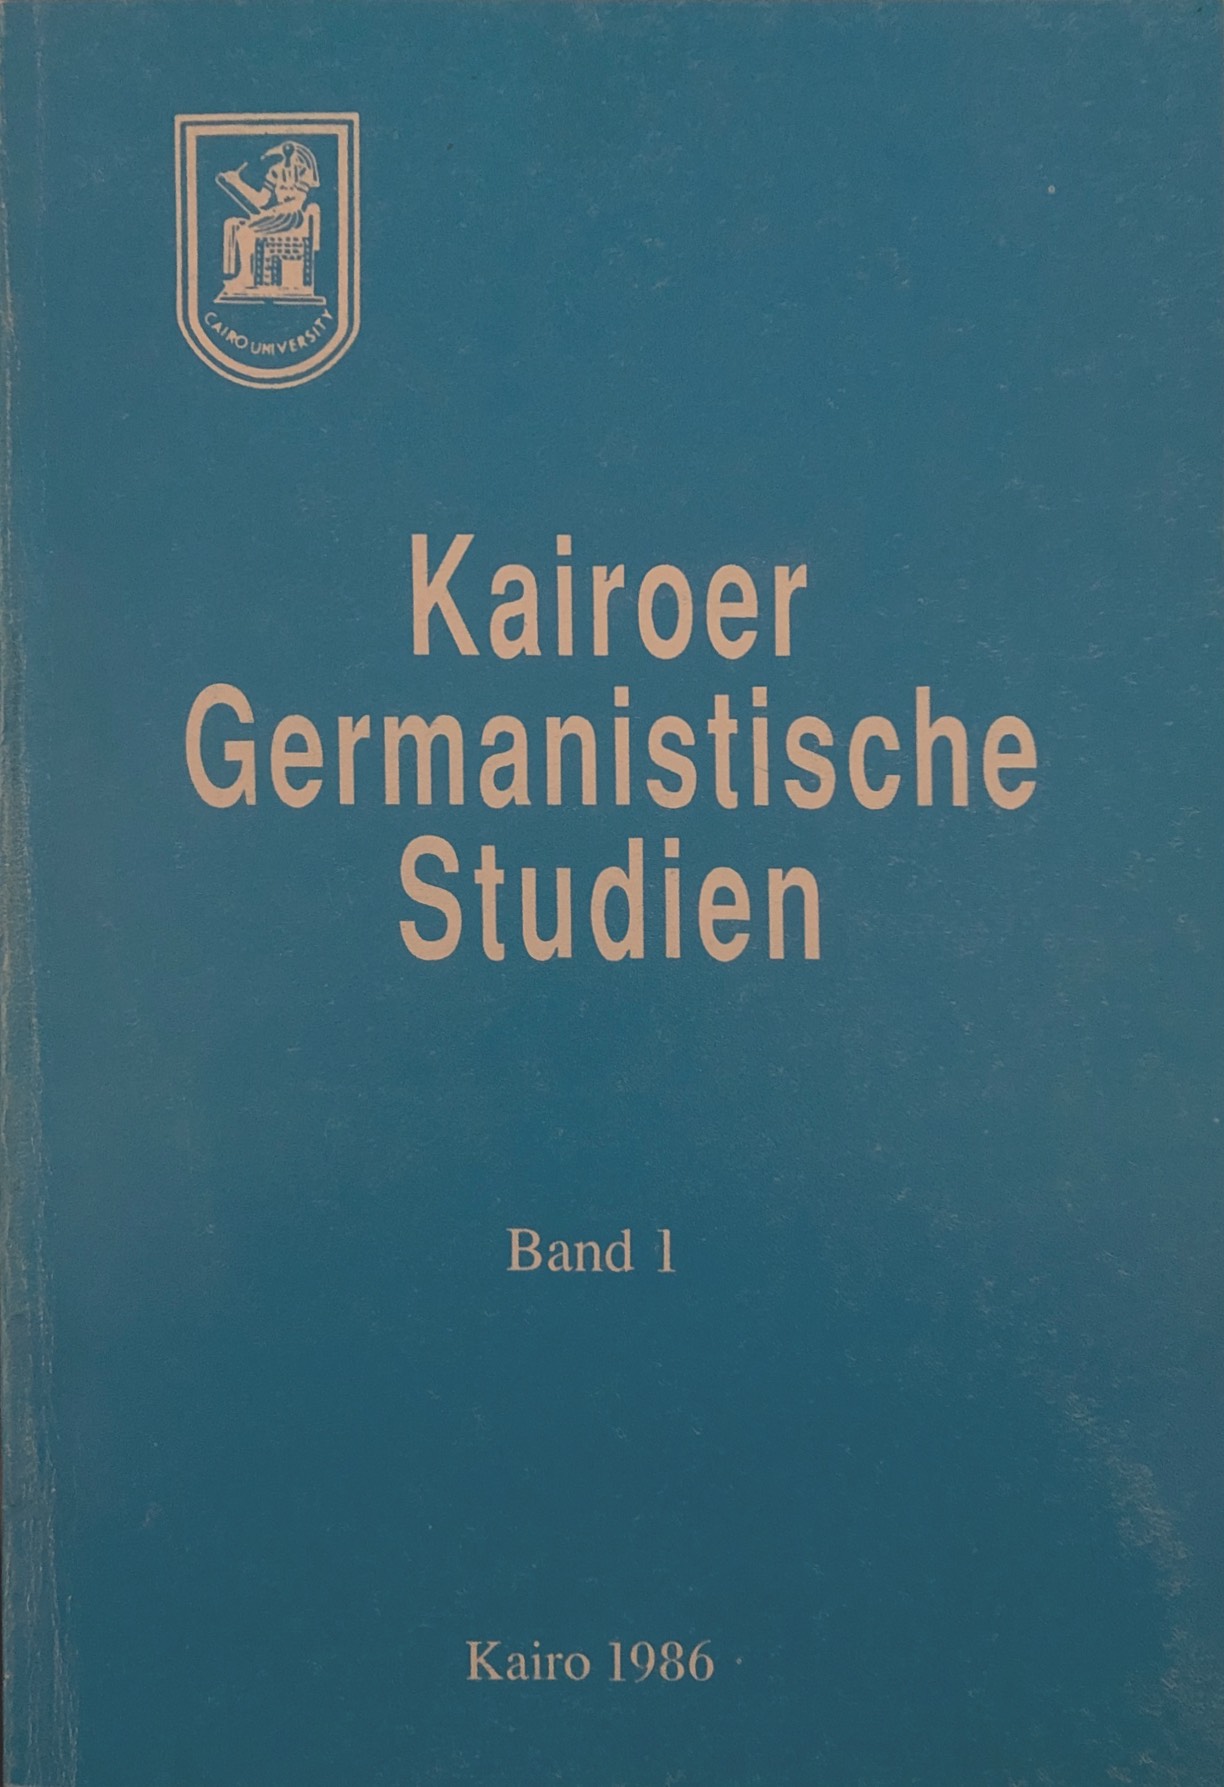 CAIRO UNIVERSITY
Kairoer
Germanistische
Studien
Band 1
Kairo 1986